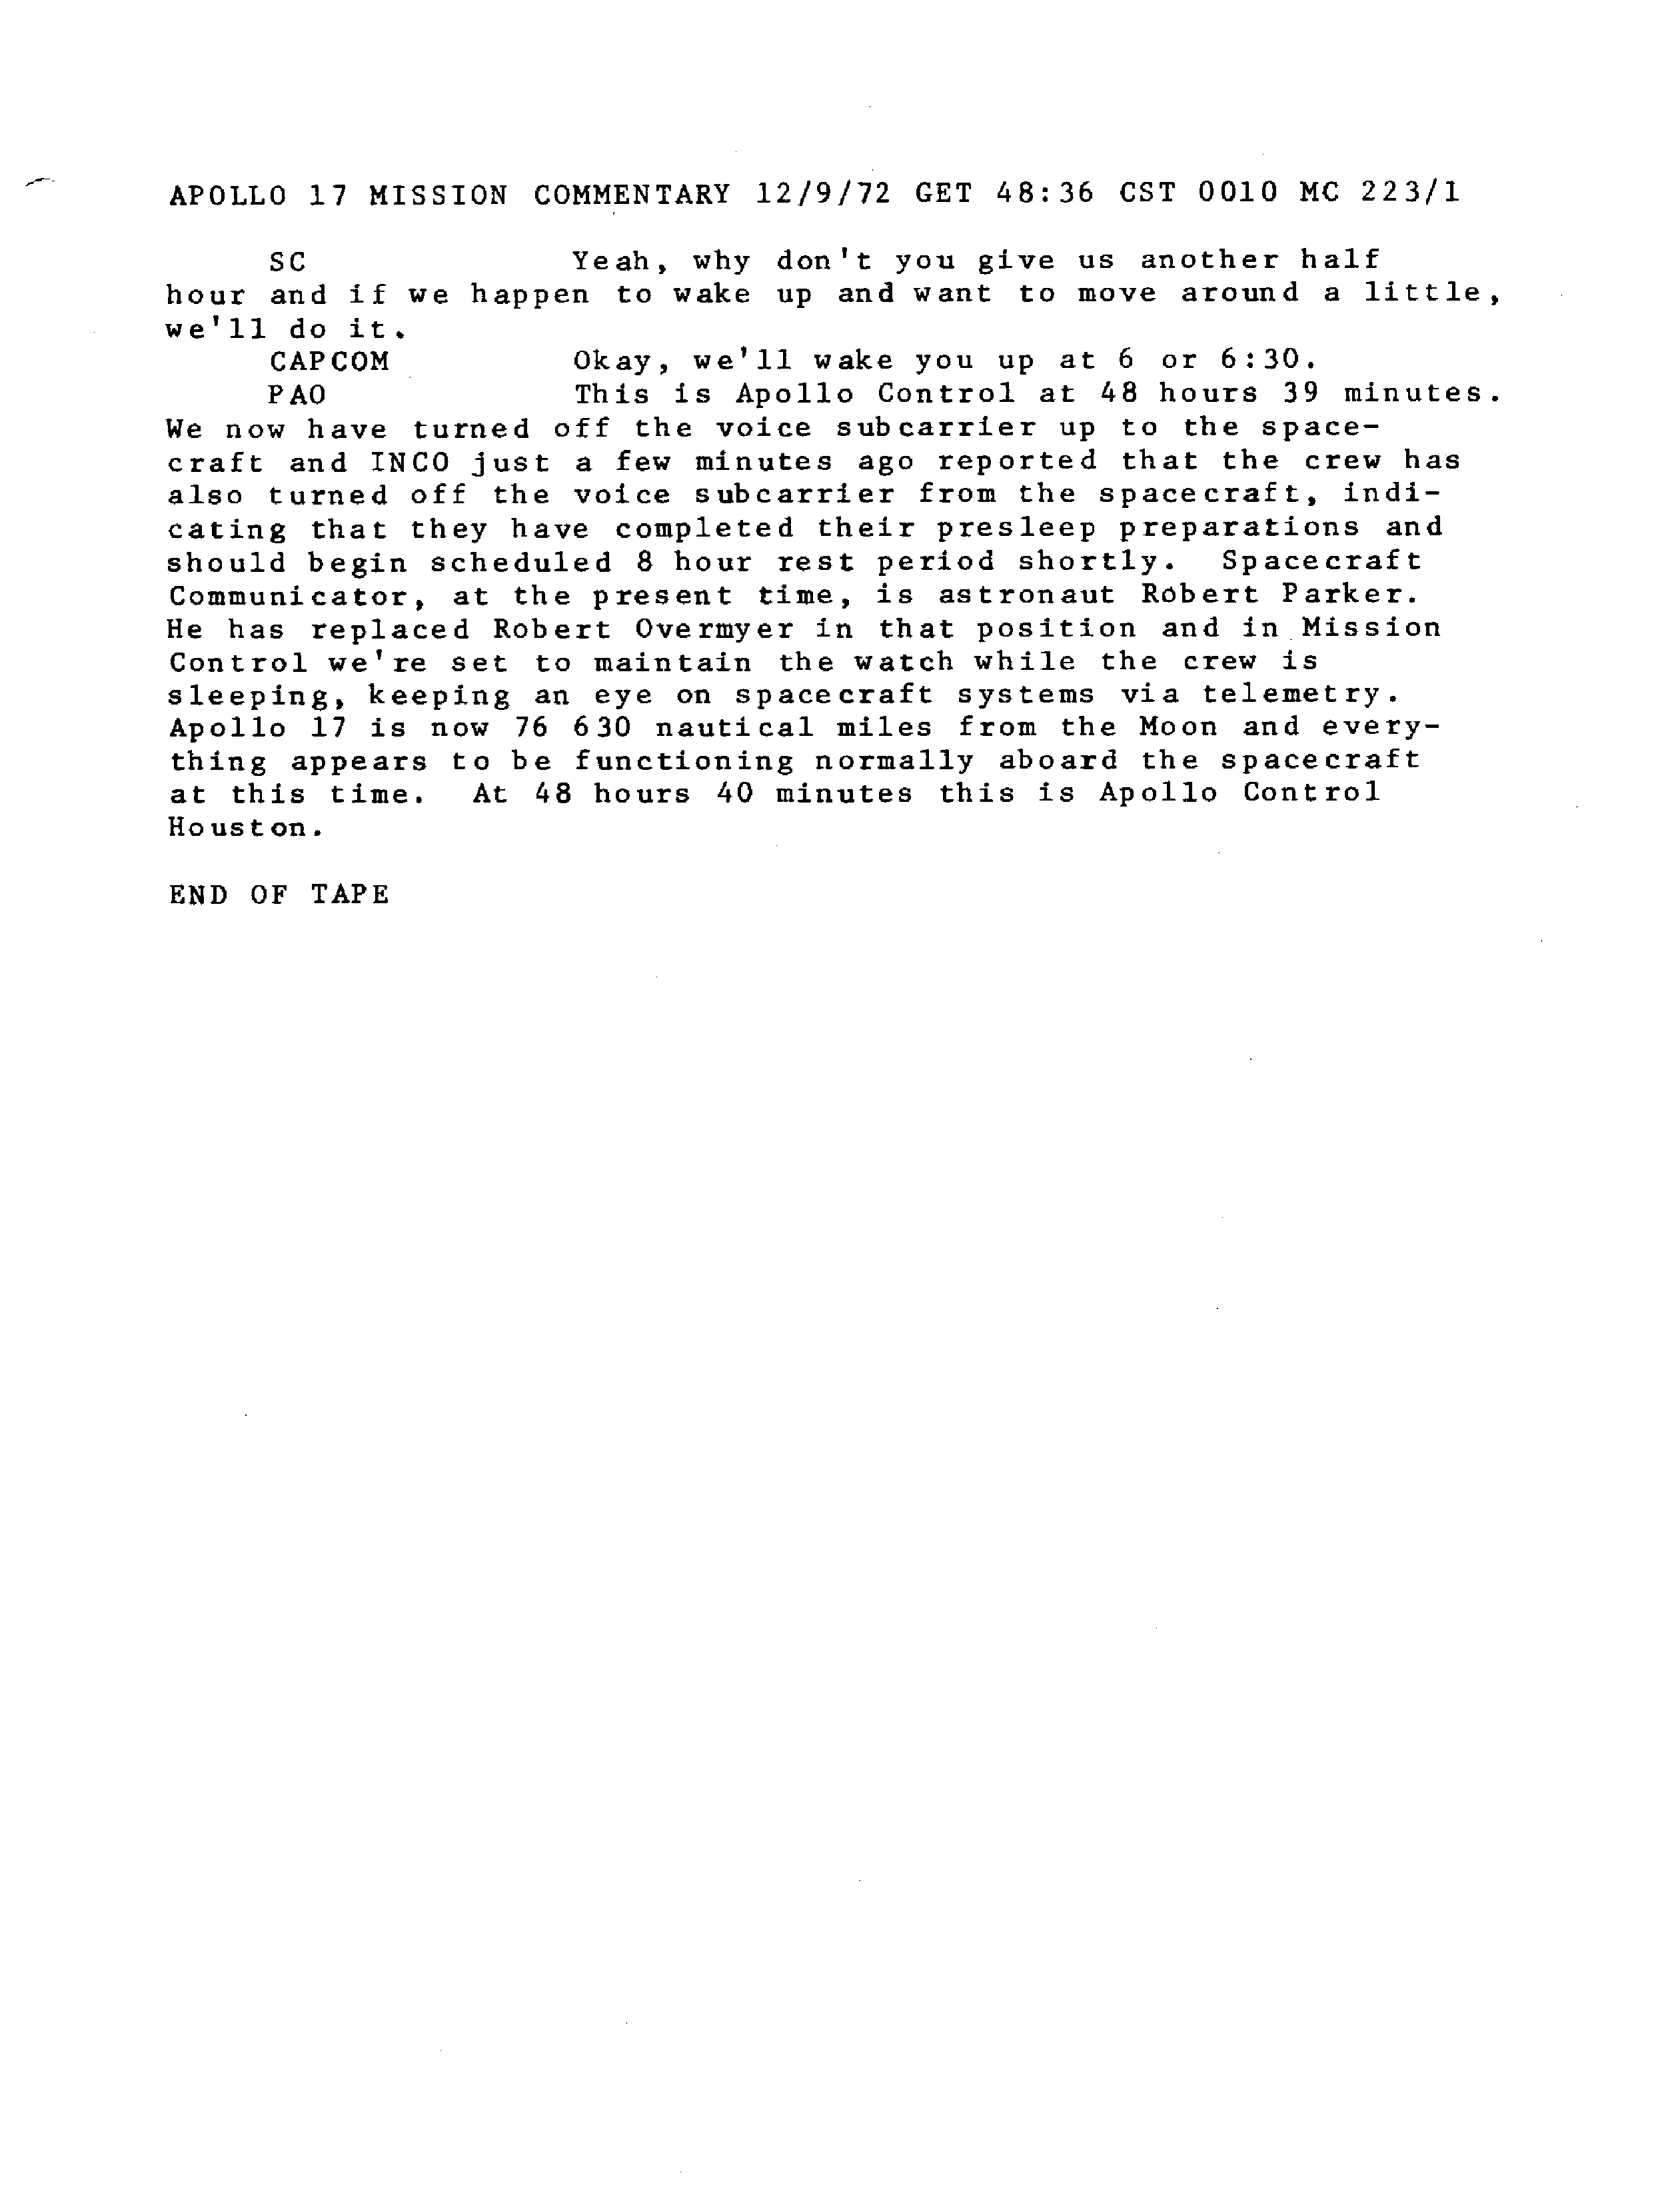 APOLLO 17 MISSION COMMENTARY 12/9/72 GET 48:36 CST 0010 MC 223/1
SC Yeah, why don't you give us another half
hour and if we happen to wake up and want to move around a little,
we'll do it.
CAPCOM Okay, we'll wake you up at 6 or 6:30.
PAO This is Apollo Control at 48 hours 39 minutes.
We now have turned off the voice subcarrier up to the space-
craft and INCO just a few minutes ago reported that the crew has
also turned off the voice subcarrier from the spacecraft, indi-
cating that they have completed their presleep preparations and
should begin scheduled 8 hour rest period shortly. Spacecraft
Communicator, at the present time, is astronaut Robert Parker.
He has replaced Robert Overmyer in that position and in Mission
Control we're set to maintain the watch while the crew is
sleeping, keeping an eye on spacecraft systems via telemetry.
Apollo 17 is now 76 630 nautical miles from the Moon and every-
thing appears to be functioning normally aboard the spacecraft
at this time. At 48 hours 40 minutes this is Apollo Control
Houston.
END OF TAPE